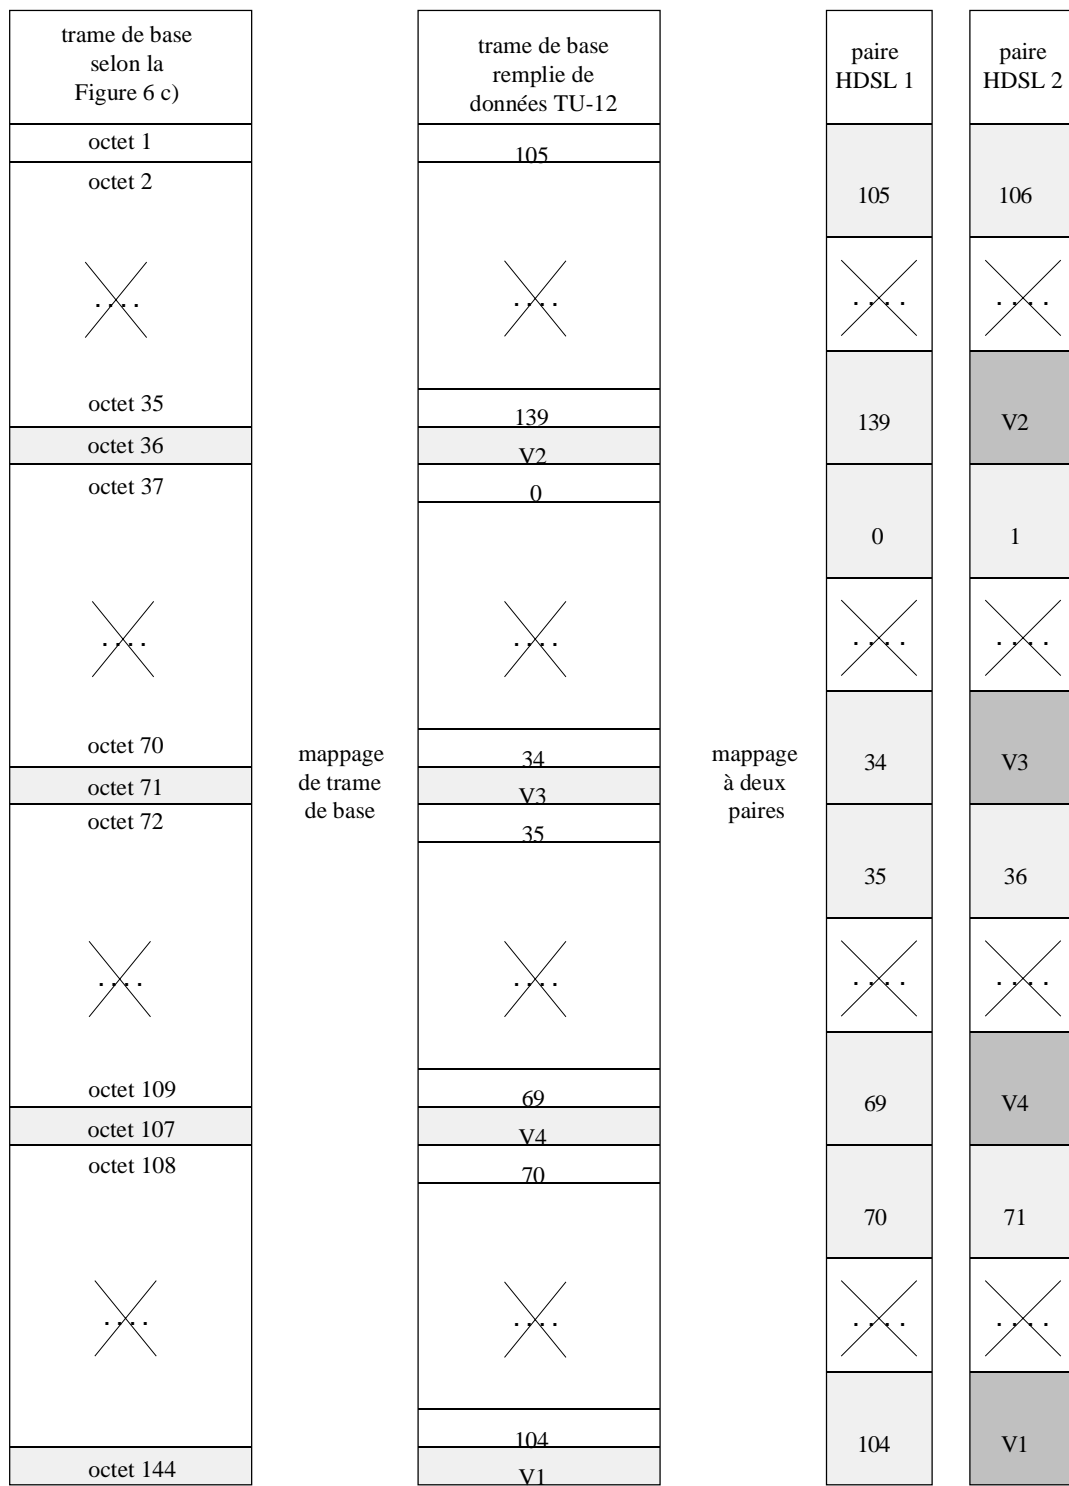 trame de base
selon la
Figure 6 c)
octet 1
octet 2
. . . .
octet 35
octet 36
octet 37
. . . .
octet 70
octet 71
octet 72
. . . .
octet 109
octet 107
octet 108
. . . .
octet 144
mappage
de trame
de base
trame de base
remplie de
données TU-12
105
. . . .
139
V2
0
. . . .
34
V3
35
. . . .
69
V4
70
. . . .
104
V1
mappage
à deux
paires
paire
HDSL 1
105
. . . .
139
0
. . . .
34
35
. . . .
69
70
. . . .
104
paire
HDSL 2
106
. . . .
V2
1
. . . .
V3
36
. . . .
V4
71
. . . .
V1